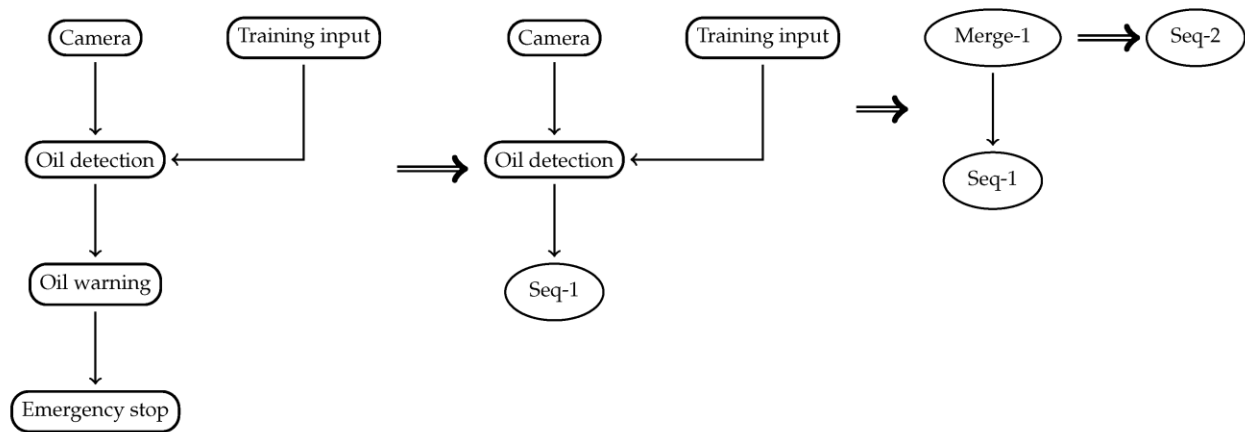 Camera
Training input
Oil detection
Oil warning
Emergency stop
Camera
Training input
Oil detection
Seq-1
Merge-1
Seq-1
Seq-2